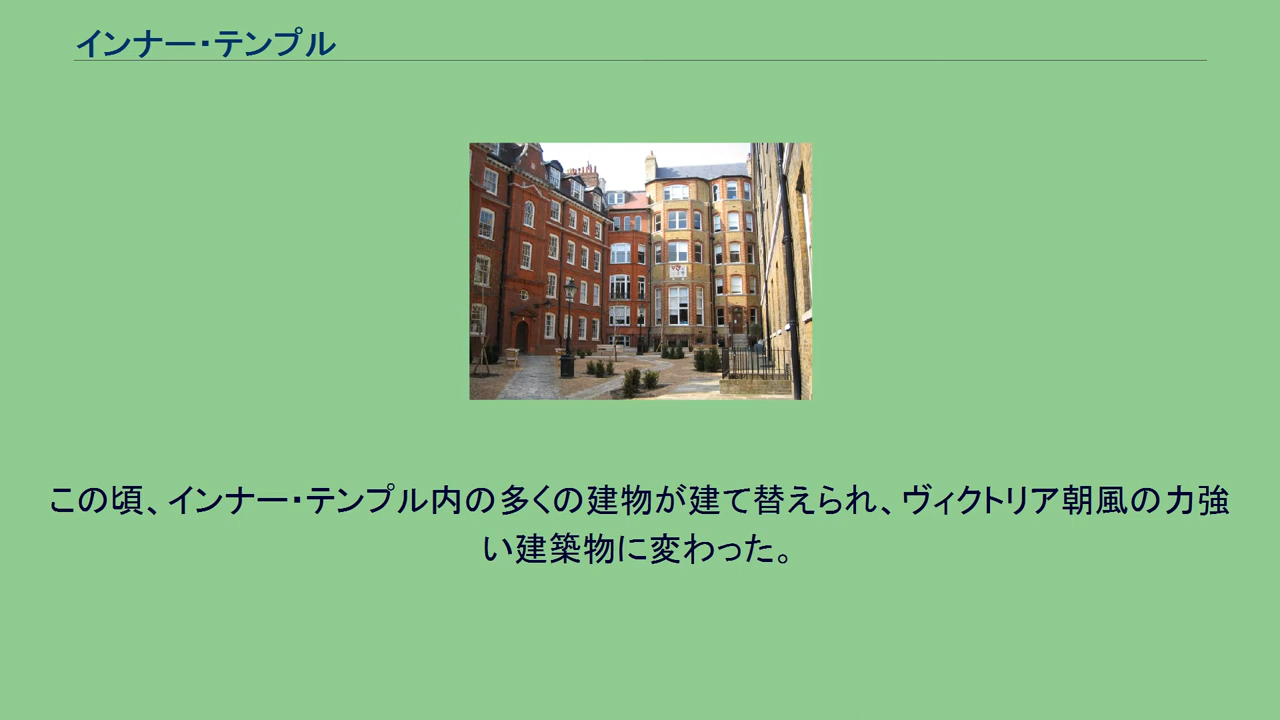 インナー・テンプル
この頃、インナー・テンプル内の多くの建物が建て替えられ、ヴィクトリア朝風の力強
い建築物に変わった。